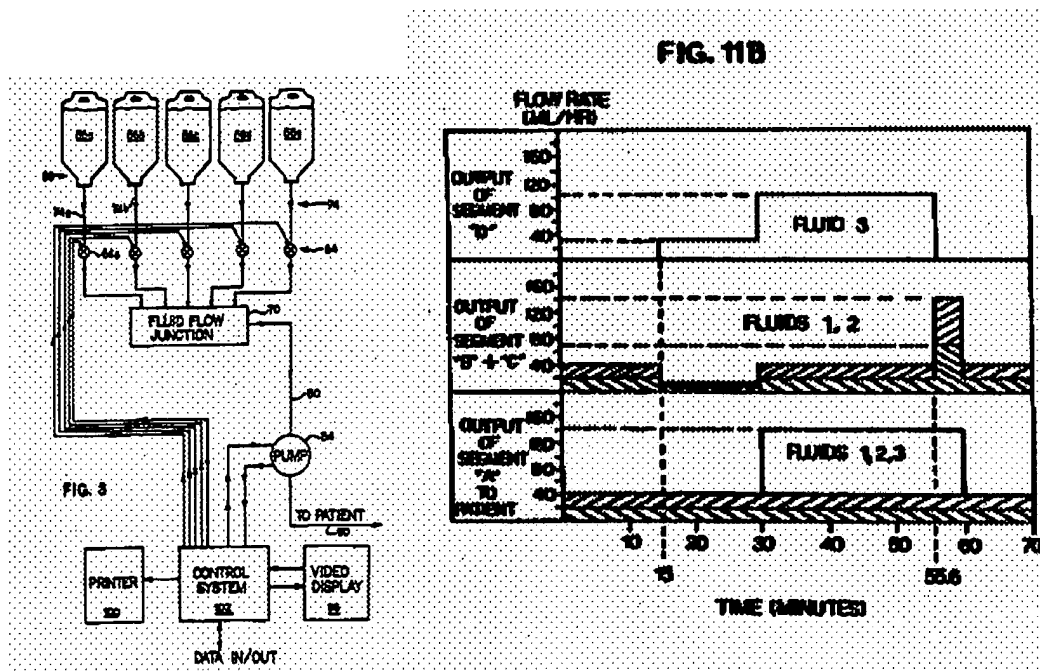 FLUID FLOW
JUNCTION
70
80
84
PUMP
FIG. 3
TO PATIENT
PRINTER
CONTROL
SYSTEM
VIDEO
DISPLAY
DATA IN/OUT
FIG. 11B
FLOW RATE
(ML/HR)
OUTPUT
OF
SEGMENT
"D"
160
120
80
40
FLUID 3
OUTPUT
OF
SEGMENT
"B" + "C"
160
120
80
40
FLUIDS 1, 2
OUTPUT
OF
SEGMENT
"A"
TO
PATIENT
160
120
80
40
FLUIDS 1,2,3
10
20
30
40
50
60
70
15
55.6
TIME (MINUTES)